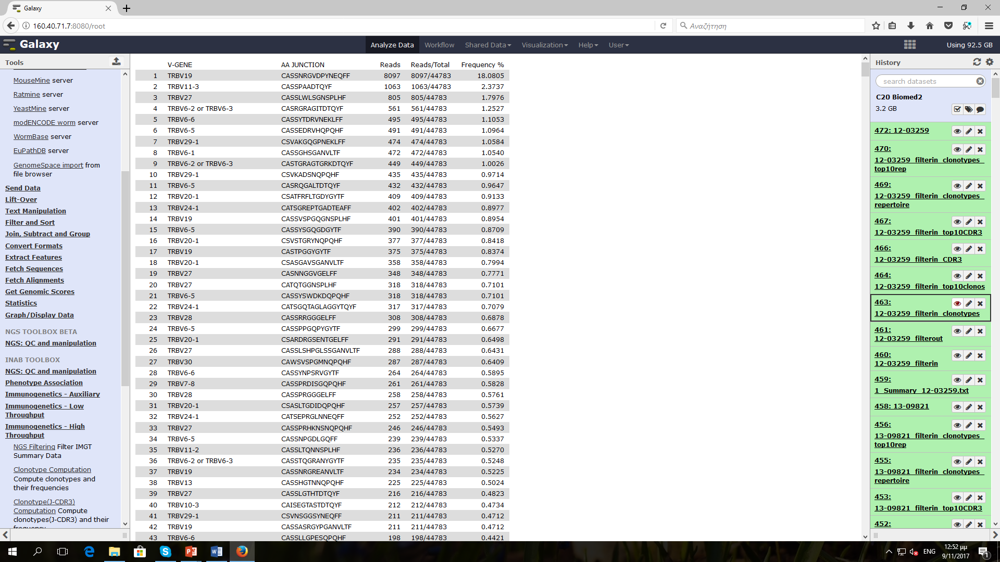 Galaxy
160.40.71.7:8080/root
Αναζήτηση
Galaxy
Analyze Data
Workflow
Shared Data
Visualization
Help
User
Using 92.5 GB
Tools
MouseMine server
Ratmine server
YeastMine server
modENCODE worm server
WormBase server
EuPathDB server
GenomeSpace import from
file browser
Send Data
Lift-Over
Text Manipulation
Filter and Sort
Join, Subtract and Group
Convert Formats
Extract Features
Fetch Sequences
Fetch Alignments
Get Genomic Scores
Statistics
Graph/Display Data
NGS TOOLBOX BETA
NGS: QC and manipulation
INAB TOOLBOX
NGS: QC and manipulation
Phenotype Association
Immunogenetics - Auxiliary
Immunogenetics - Low
Throughput
Immunogenetics - High
Throughput
NGS Filtering Filter IMGT
Summary Data
Clonotype Computation
Compute clonotypes and
their frequencies
Clonotype(J-CDR3)
Computation Compute
clonotypes(J-CDR3) and their
V-GENE AA JUNCTION Reads Reads/Total Frequency %
1 TRBV19 CASSNRGVDPYNEQFF 8097 8097/44783 18.0805
2 TRBV11-3 CASSPAADTQYF 1063 1063/44783 2.3737
3 TRBV27 CASSLWLSGNSPLHF 805 805/44783 1.7976
4 TRBV6-2 or TRBV6-3 CASRGRAGITDTQYF 561 561/44783 1.2527
5 TRBV6-6 CASSYTDRVNEKLFF 495 495/44783 1.1053
6 TRBV6-5 CASSEDRVHQPQHF 491 491/44783 1.0964
7 TRBV29-1 CSVAKGQGPNEKLFF 474 474/44783 1.0584
8 TRBV6-1 CASSGHSGANVLTF 472 472/44783 1.0540
9 TRBV6-2 or TRBV6-3 CASTGRAGTGRKDTQYF 449 449/44783 1.0026
10 TRBV29-1 CSVKADSNQPQHF 435 435/44783 0.9714
11 TRBV6-5 CASRQGALTDTQYF 432 432/44783 0.9647
12 TRBV20-1 CSATFRFLTGDYGYTF 409 409/44783 0.9133
13 TRBV24-1 CATSGREPTGADTEAFF 402 402/44783 0.8977
14 TRBV19 CASSVSPGQGNSPLHF 401 401/44783 0.8954
15 TRBV6-5 CASSYSGQGDGYTF 390 390/44783 0.8709
16 TRBV20-1 CSVSTGRYNQPQHF 377 377/44783 0.8418
17 TRBV19 CASTPGGYGYTF 375 375/44783 0.8374
18 TRBV20-1 CSASGAVSGANVLTF 358 358/44783 0.7994
19 TRBV27 CASNNGGVGELFF 348 348/44783 0.7771
20 TRBV27 CATQTGGNSPLHF 318 318/44783 0.7101
21 TRBV6-5 CASSYSWDKDQPQHF 318 318/44783 0.7101
22 TRBV24-1 CATSGQTAGLAGGYTQYF 317 317/44783 0.7079
23 TRBV28 CASSRRGGGELFF 308 308/44783 0.6878
24 TRBV6-5 CASSPPGQPYGYTF 299 299/44783 0.6677
25 TRBV20-1 CSARDRGSENTGELFF 291 291/44783 0.6498
26 TRBV27 CASSLSHPGLSSGANVLTF 288 288/44783 0.6431
27 TRBV30 CAWSVSPGMNQPQHF 287 287/44783 0.6409
28 TRBV6-6 CASSYNPSRVGYTF 264 264/44783 0.5895
29 TRBV7-8 CASSPRDISGQPQHF 261 261/44783 0.5828
30 TRBV28 CASSPRGGGELFF 258 258/44783 0.5761
31 TRBV20-1 CSASLTGDIDQPQHF 257 257/44783 0.5739
32 TRBV24-1 CATSEPRGLNNEQFF 252 252/44783 0.5627
33 TRBV27 CASSPRHKNSNQPQHF 246 246/44783 0.5493
34 TRBV6-5 CASSNPGDLGQFF 239 239/44783 0.5337
35 TRBV11-2 CASSLTQNNSPLHF 236 236/44783 0.5270
36 TRBV6-2 or TRBV6-3 CASSTQGRANYGYTF 235 235/44783 0.5248
37 TRBV19 CASSNRGREANVLTF 234 234/44783 0.5225
38 TRBV13 CASSHGTNNQPQHF 225 225/44783 0.5024
39 TRBV27 CASSLGTHTDTQYF 216 216/44783 0.4823
40 TRBV10-3 CAISEGTASTDTQYF 212 212/44783 0.4734
41 TRBV29-1 CSVNSGGSYNEQFF 211 211/44783 0.4712
42 TRBV19 CASSASRGYPGANVLTF 211 211/44783 0.4712
43 TRBV6-6 CASSLLGPESQPQHF 198 198/44783 0.4421
History
search datasets
C20 Biomed2
3.2 GB
472: 12-03259
470:
12-03259_filterin_clonotypes_
top10rep
469:
12-03259_filterin_clonotypes_
repertoire
467:
12-03259_filterin_top10CDR3
466:
12-03259_filterin_CDR3
464:
12-03259_filterin_top10clonos
463:
12-03259_filterin_clonotypes
461:
12-03259_filterout
460:
12-03259_filterin
459:
1_Summary_12-03259.txt
458: 13-09821
456:
13-09821_filterin_clonotypes_
top10rep
455:
13-09821_filterin_clonotypes_
repertoire
453:
13-09821_filterin_top10CDR3
452:
ENG
12:52 μμ
9/11/2017
1